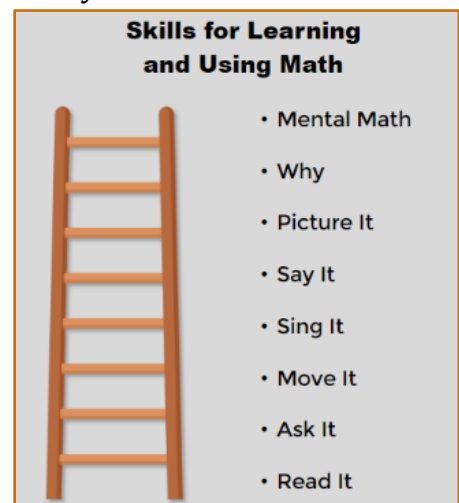 Skills for Learning
and Using Math
• Mental Math
• Why
• Picture It
• Say It
• Sing It
• Move It
• Ask It
• Read It